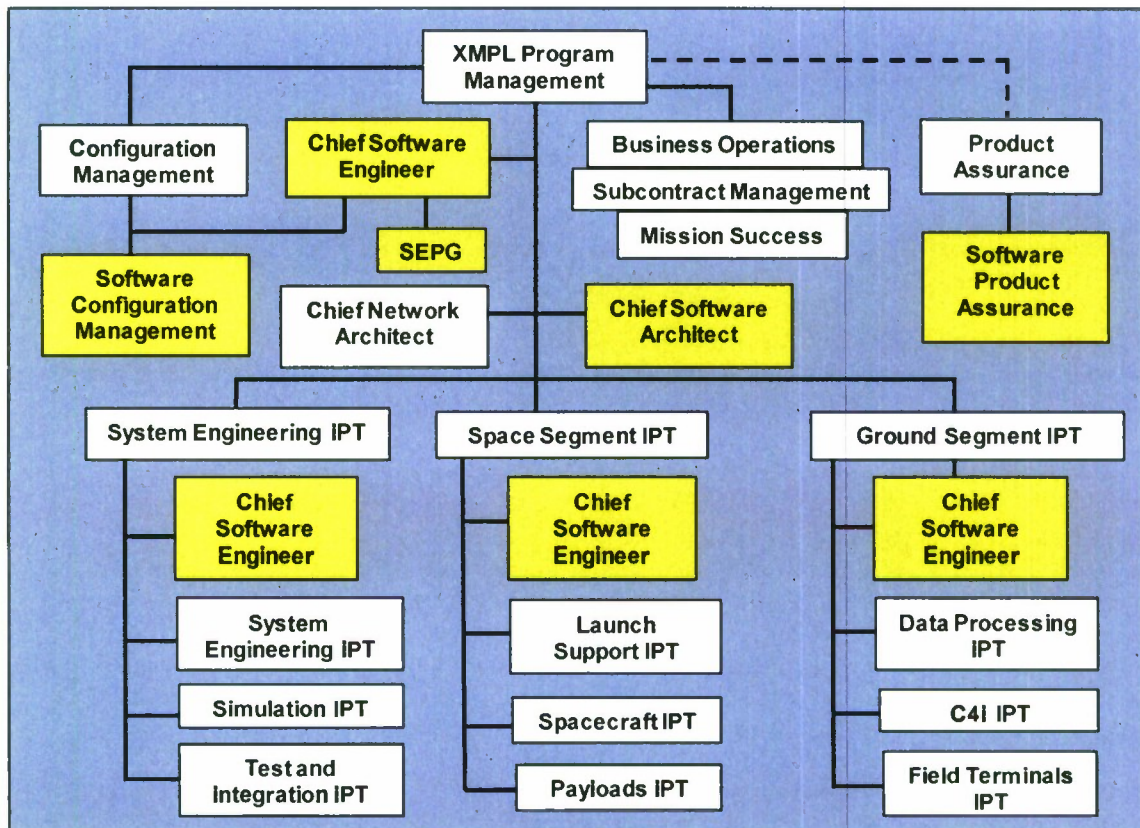 XMPL Program
Management
Configuration
Management
Chief Software
Engineer
Business Operations
Subcontract Management
Mission Success
Product
Assurance
SEPG
Software
Configuration
Management
Software
Product
Assurance
Chief Network
Architect
Chief Software
Architect
System Engineering IPT
Space Segment IPT
Ground Segment IPT
Chief
Software
Engineer
System
Engineering IPT
Simulation IPT
Test and
Integration IPT
Chief
Software
Engineer
Launch
Support IPT
Spacecraft IPT
Payloads IPT
Chief
Software
Engineer
Data Processing
IPT
C4I IPT
Field Terminals
IPT